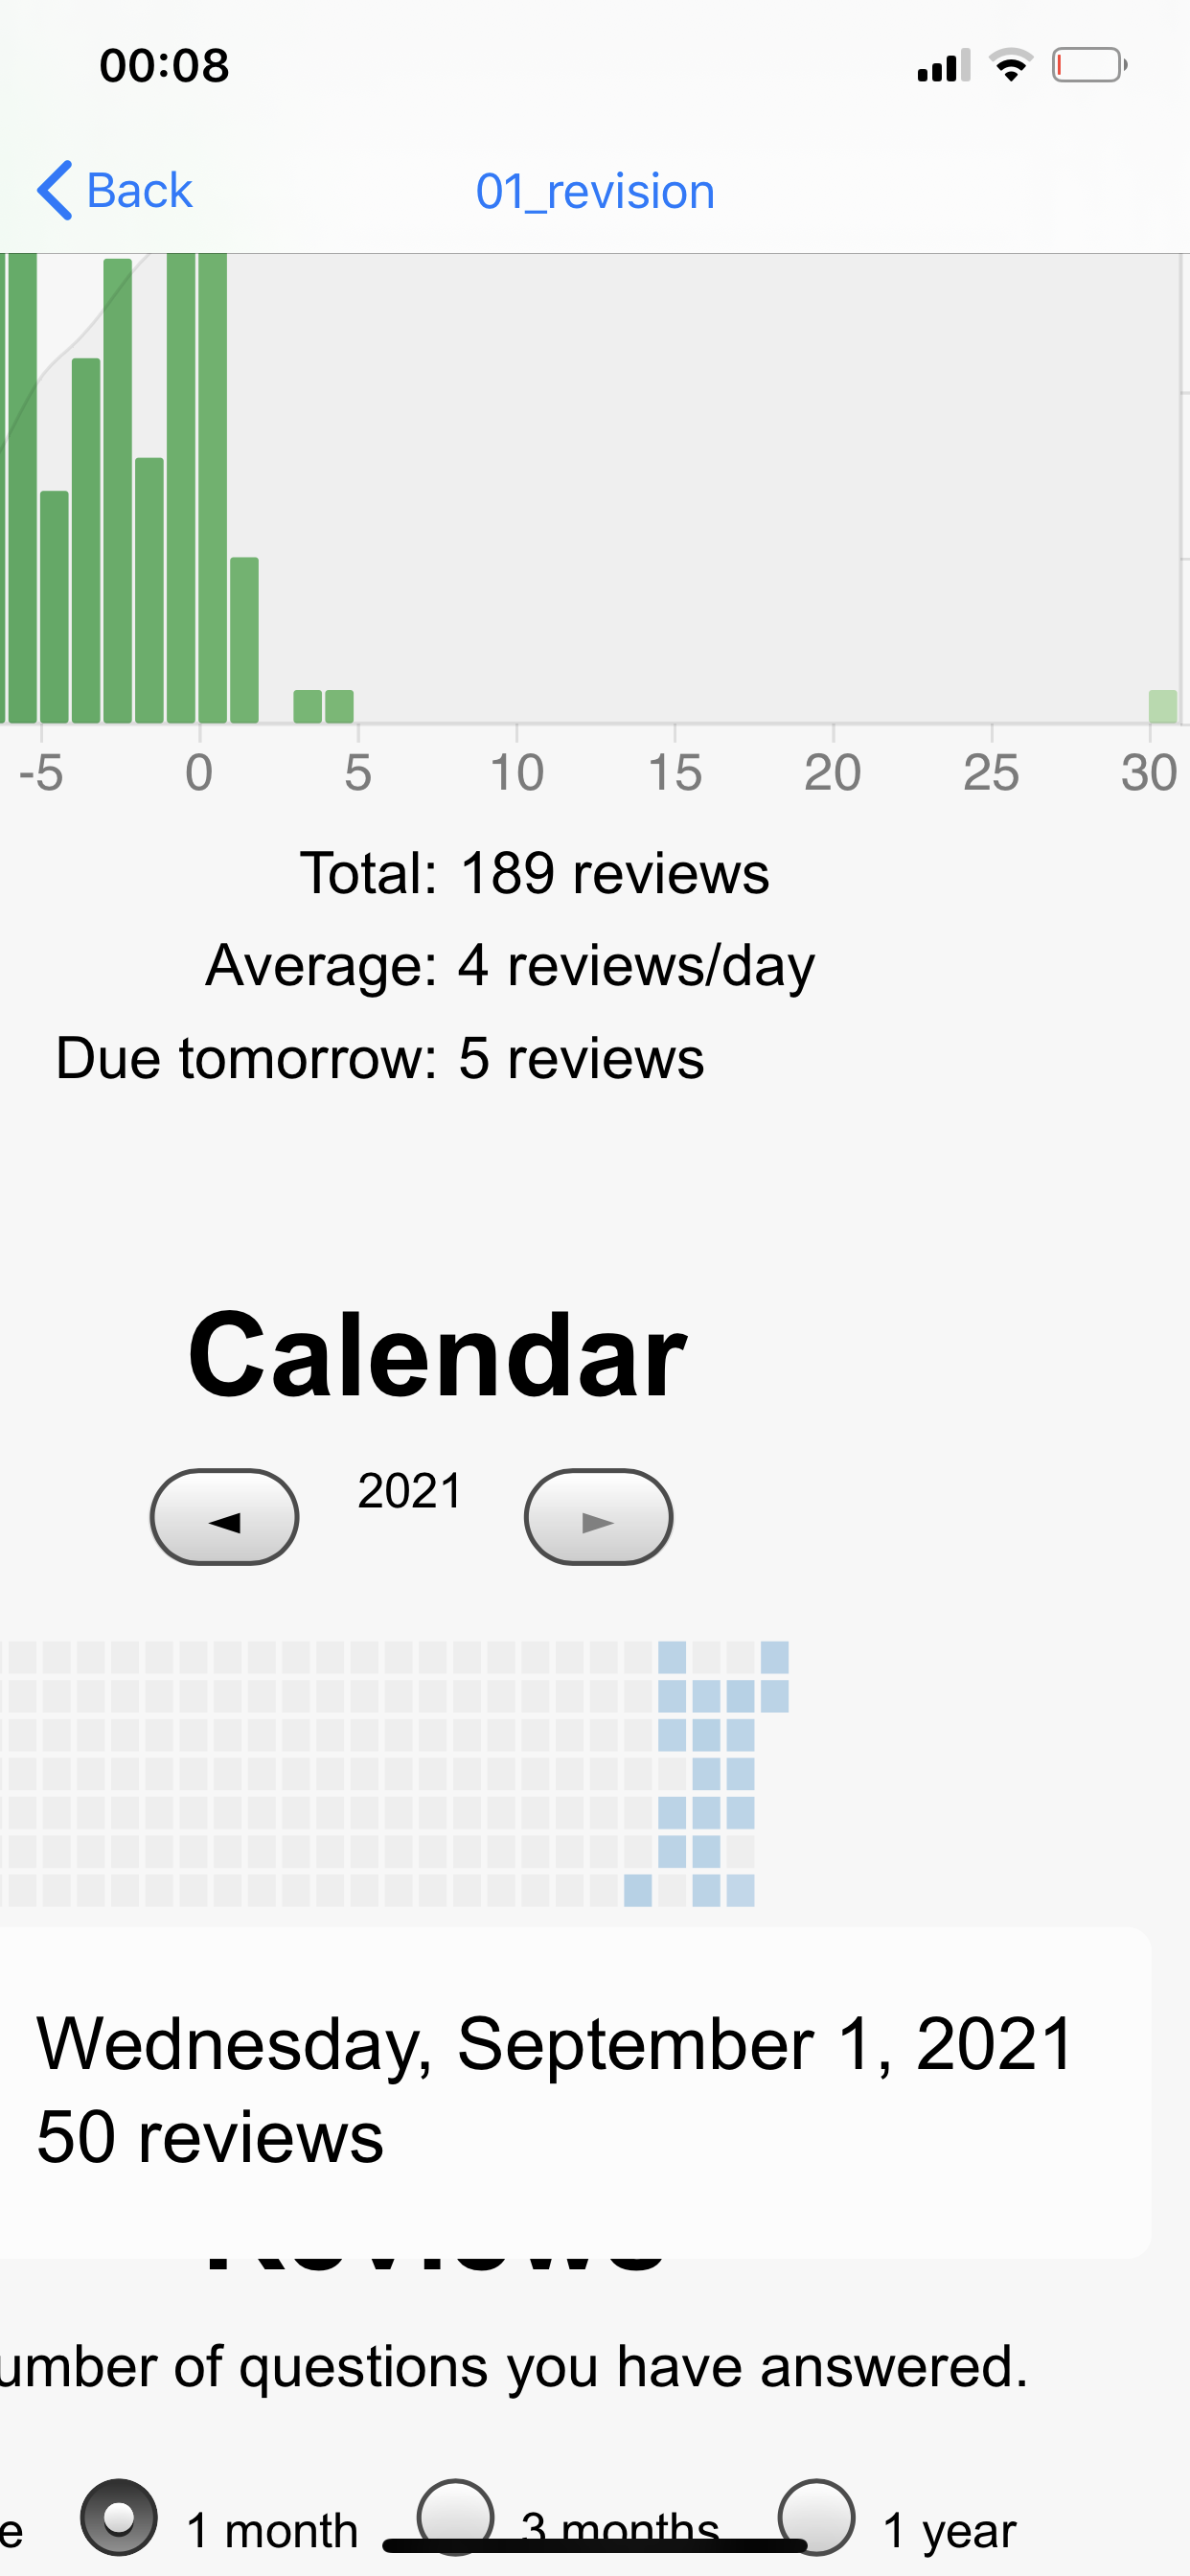 00:08
Back
01_revision
-5 0 5 10 15 20 25 30
Total: 189 reviews
Average: 4 reviews/day
Due tomorrow: 5 reviews
Calendar
◄ 2021 ►
Wednesday, September 1, 2021
50 reviews
umber of questions you have answered.
e 1 month 3 months 1 year